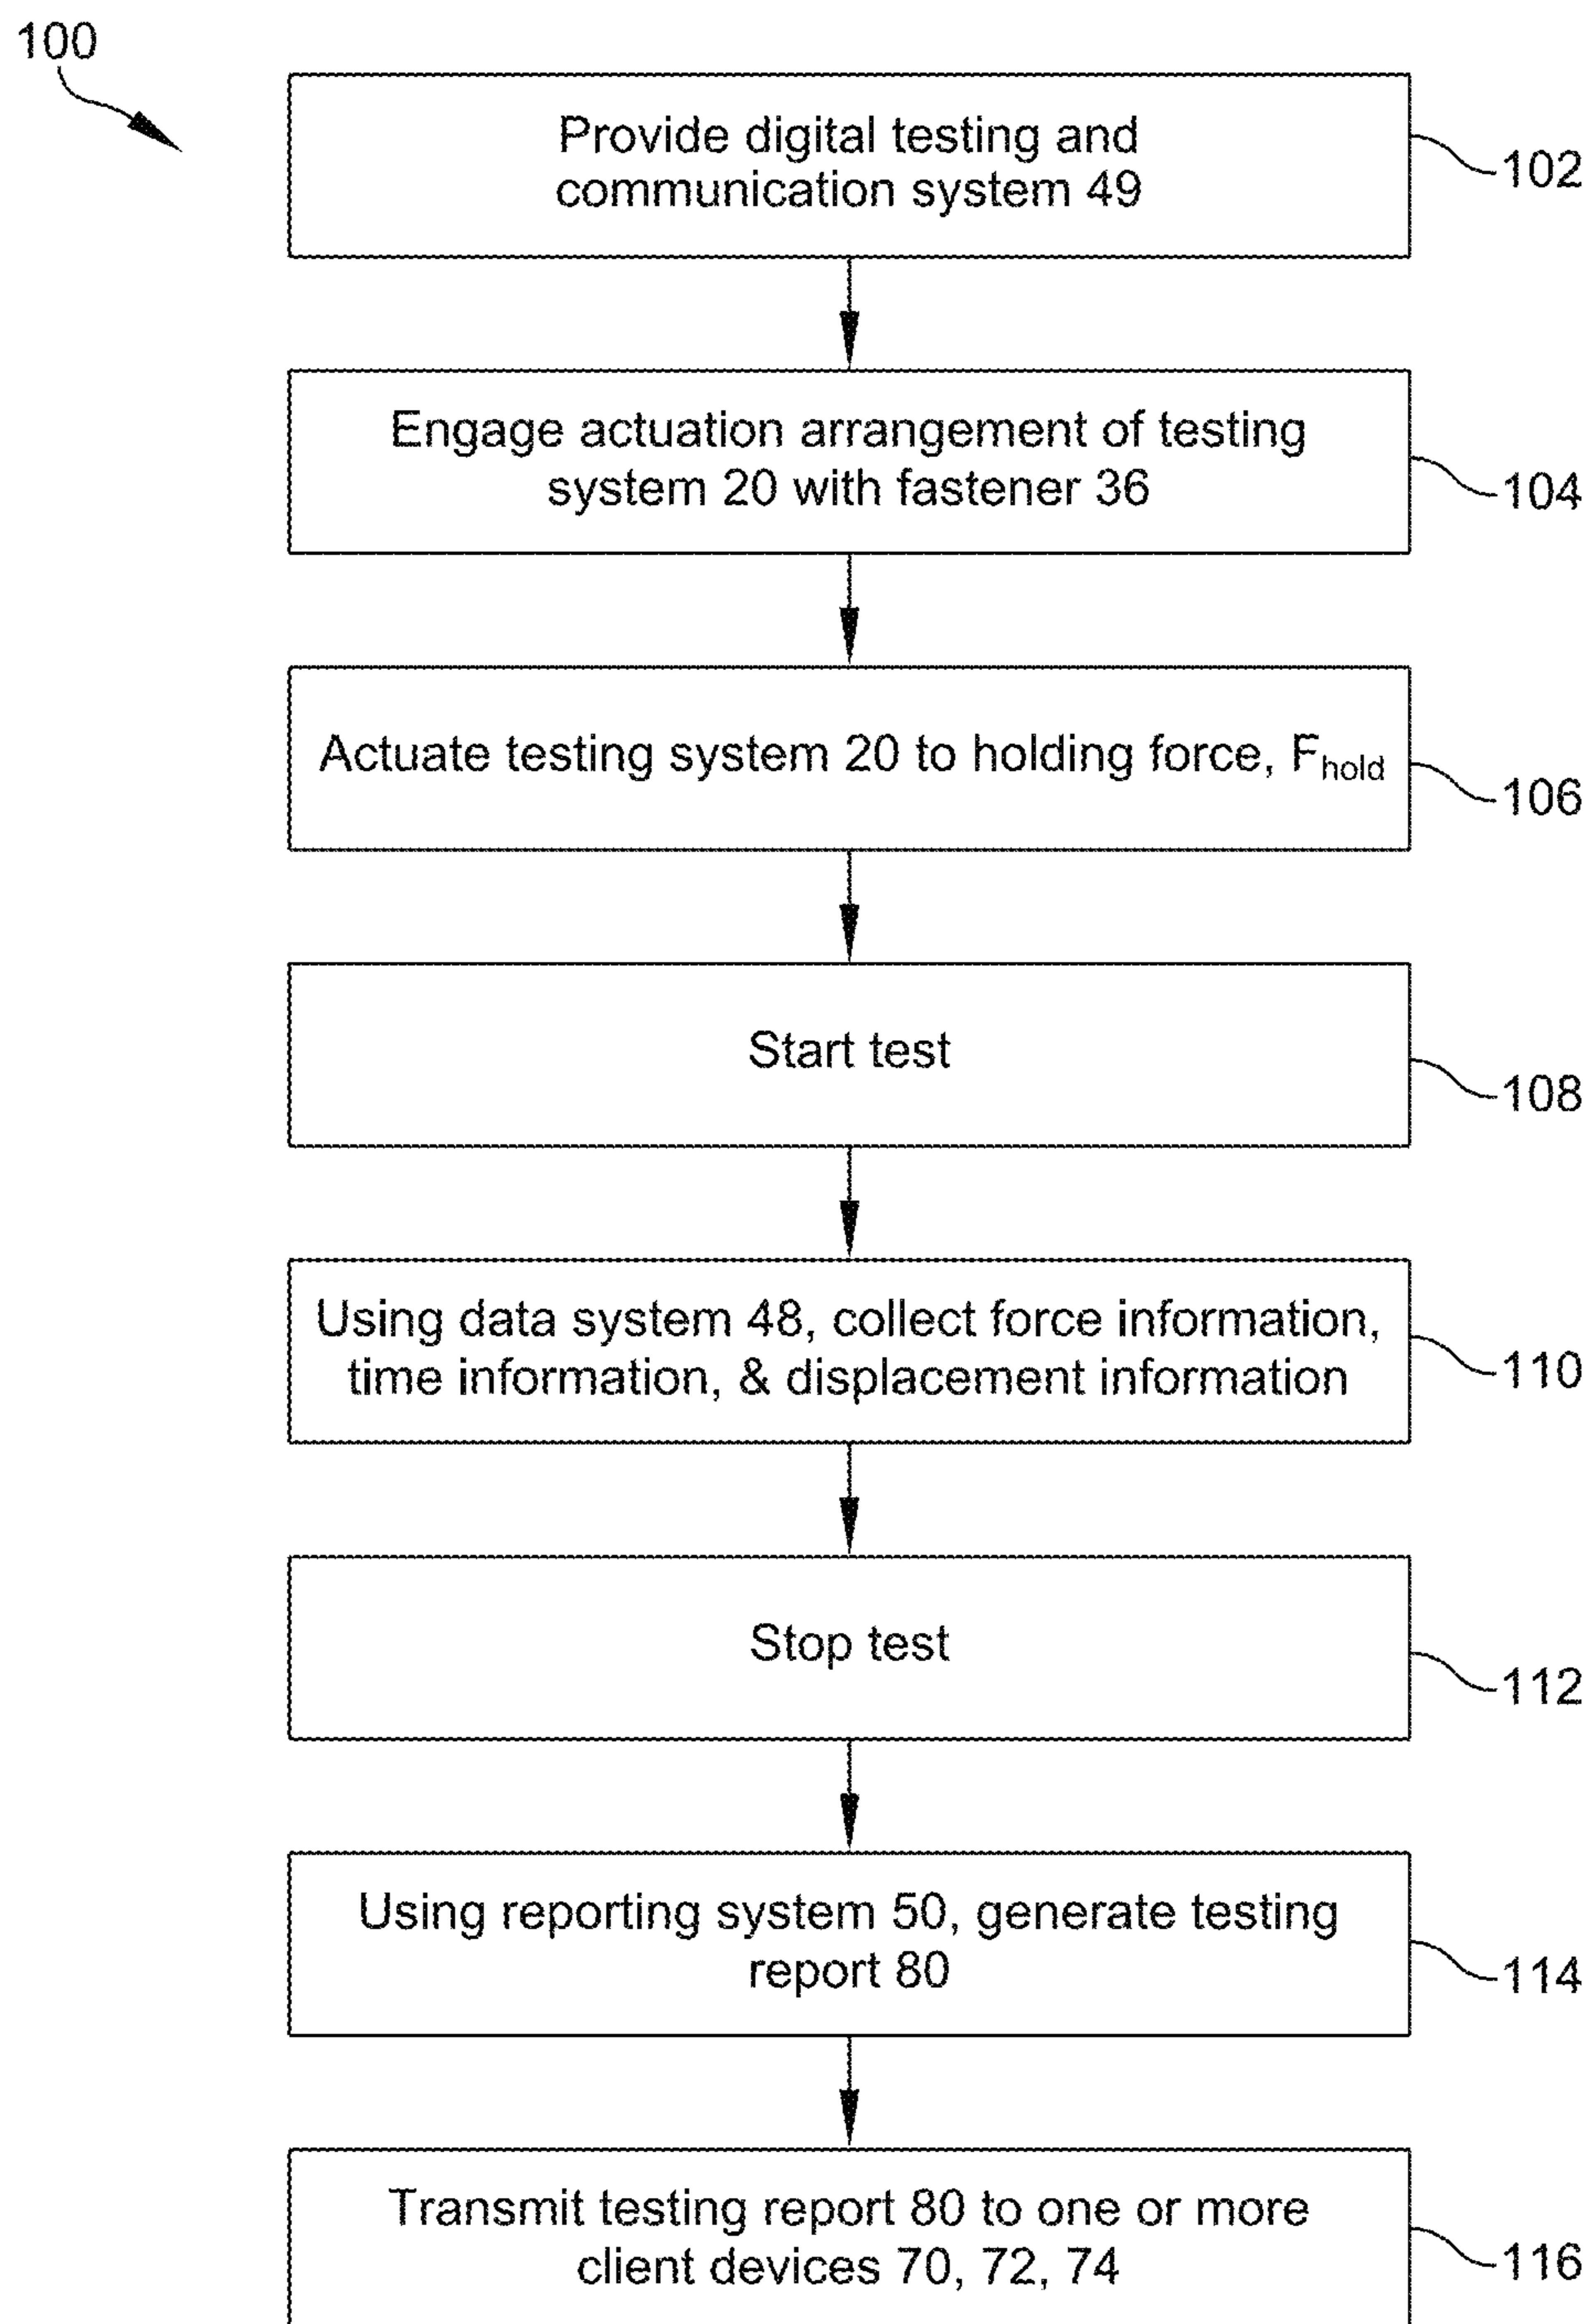 100
Provide digital testing and
communication system 49
102
Engage actuation arrangement of testing
system 20 with fastener 36
104
Actuate testing system 20 to holding force, Fhold
106
Start test
108
Using data system 48, collect force information,
time information, & displacement information
110
Stop test
112
Using reporting system 50, generate testing
report 80
114
Transmit testing report 80 to one or more
client devices 70, 72, 74
116